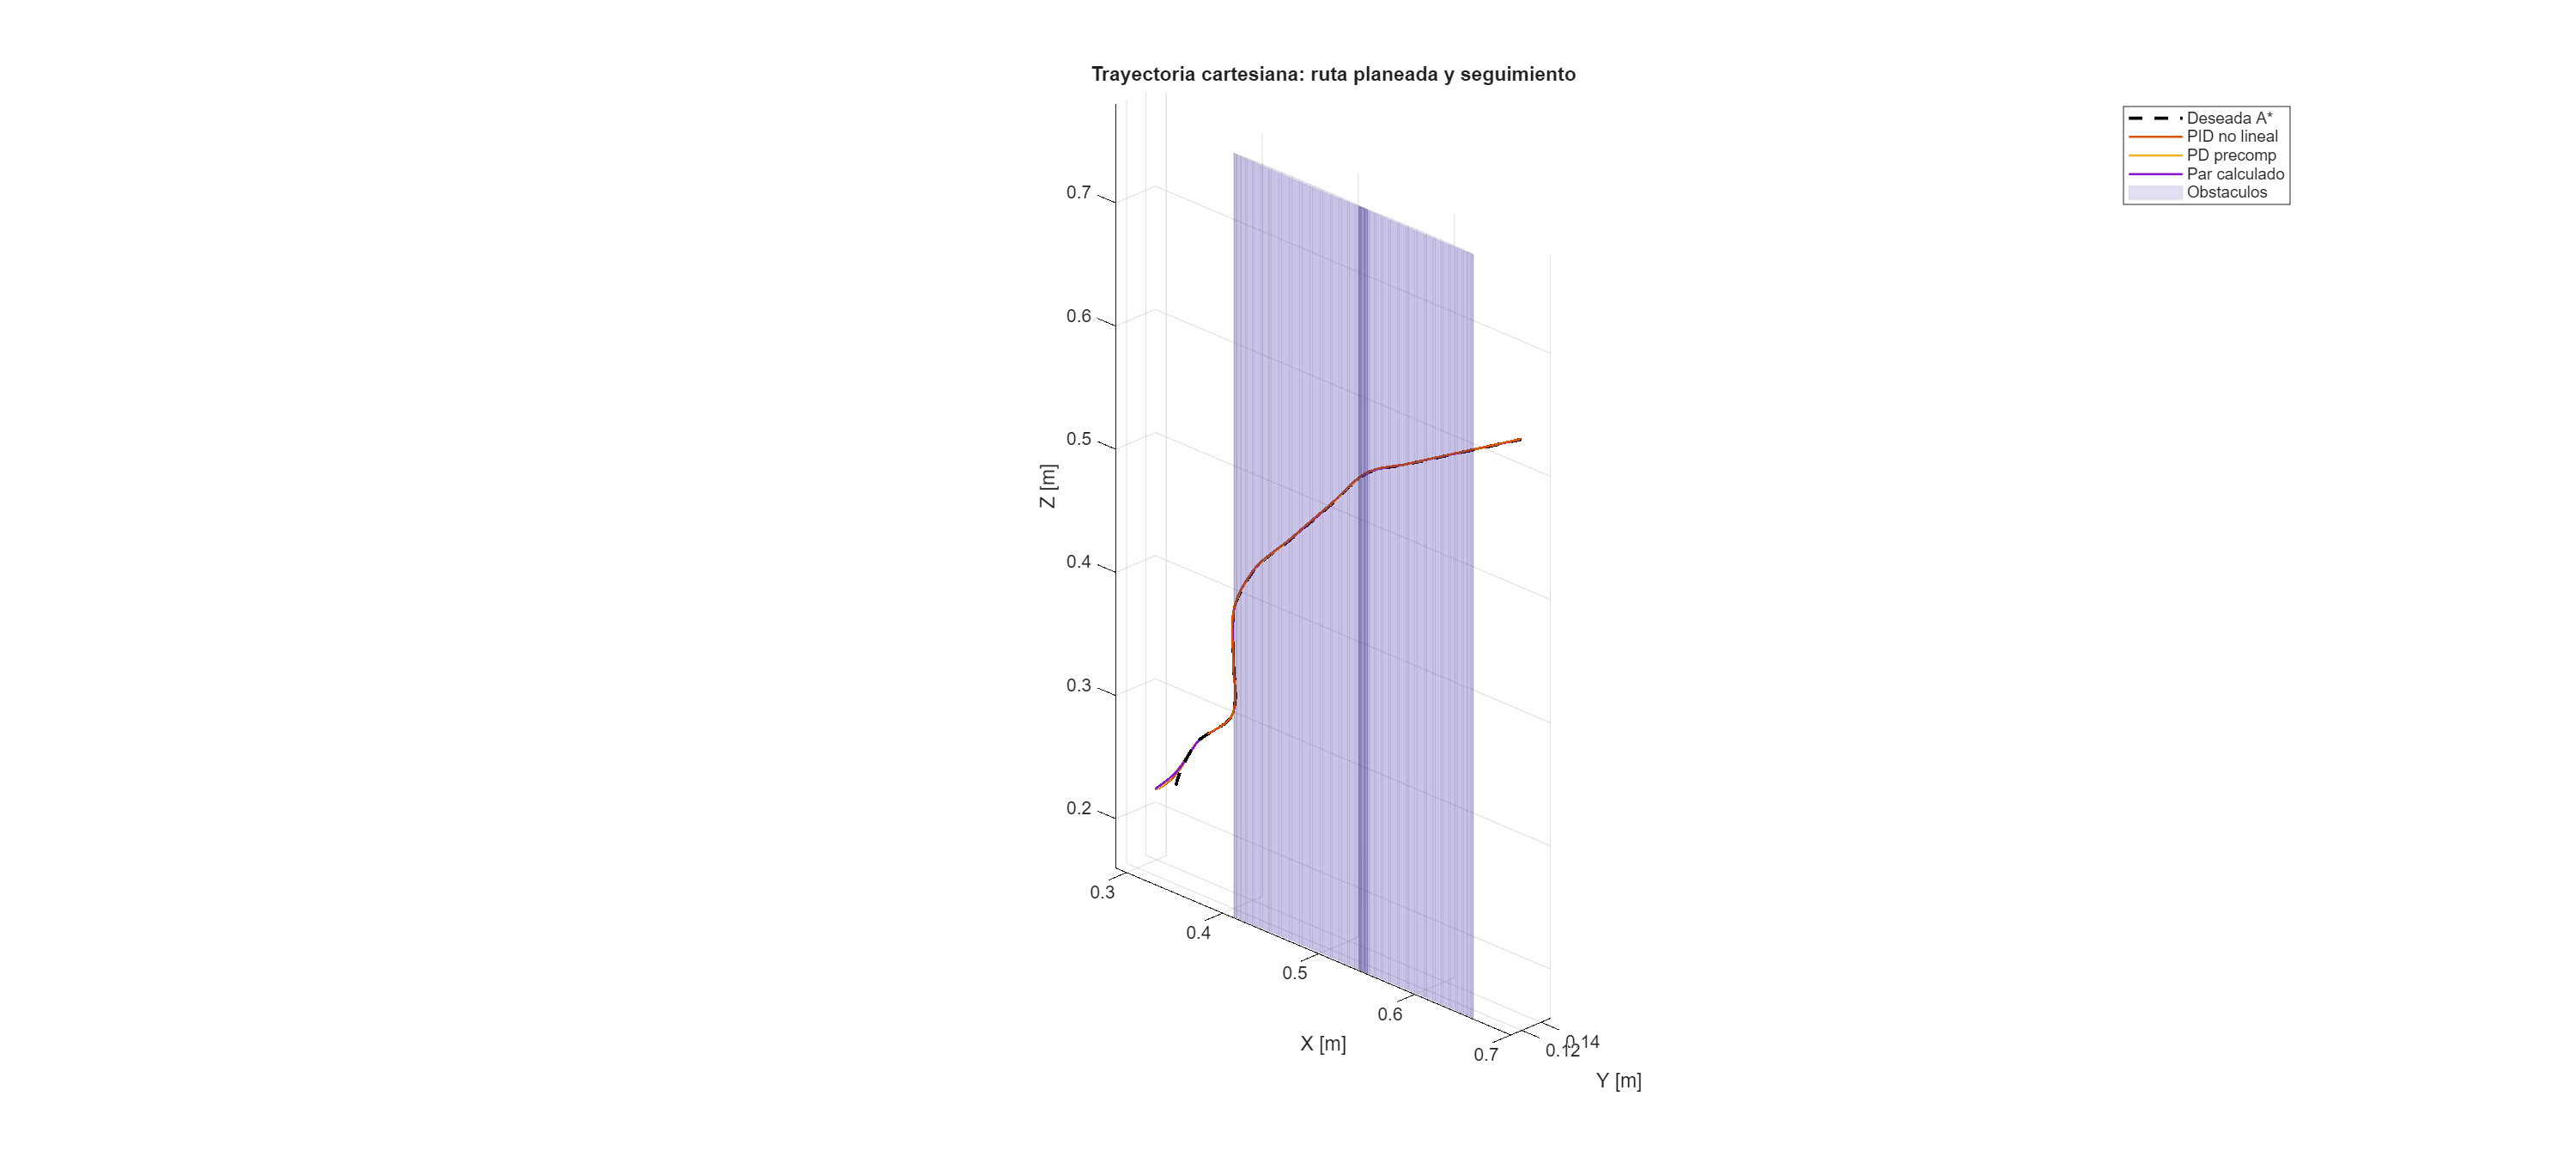 Trayectoria cartesiana: ruta planeada y seguimiento
Deseada A*
PID no lineal
PD precomp
Par calculado
Obstaculos
0.7
0.6
0.5
0.4
0.3
0.2
Z [m]
0.3
0.4
0.5
0.6
0.7
X [m]
0.12
0.14
Y [m]